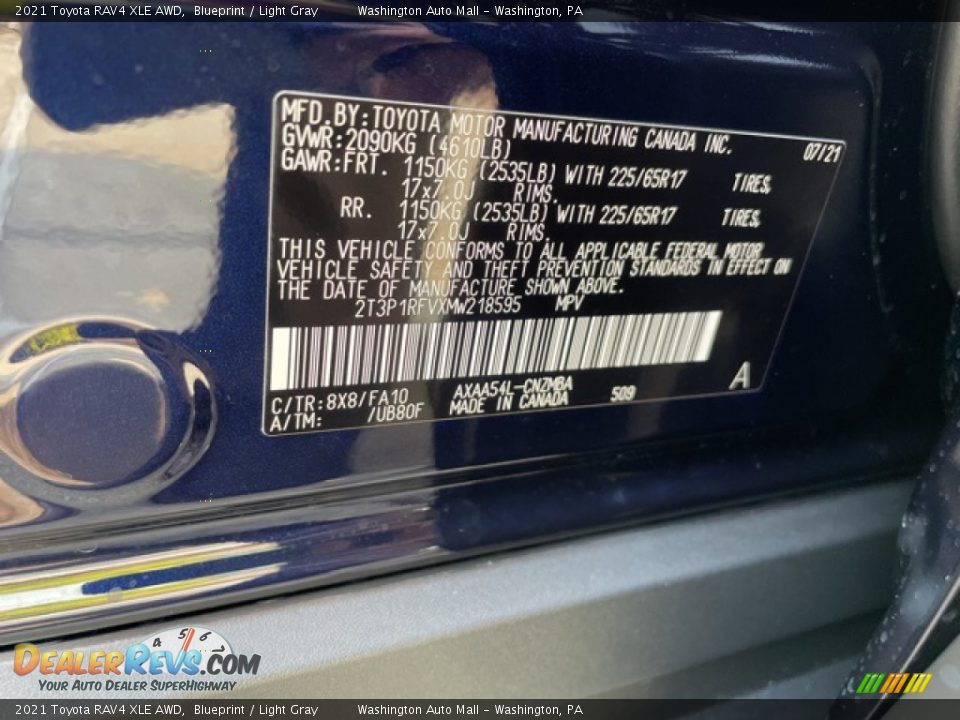 2021 Toyota RAV4 XLE AWD, Blueprint / Light Gray Washington Auto Mall - Washington, PA
MFD.BY:TOYOTA MOTOR MANUFACTURING CANADA INC.
07/21
GVWR:2090KG (4610LB)
GAWR:FRT. 1150KG (2535LB) WITH 225/65R17 TIRES,
17x7.0J RIMS.
RR. 1150KG (2535LB) WITH 225/65R17 TIRES,
17x7.0J RIMS.
THIS VEHICLE CONFORMS TO ALL APPLICABLE FEDERAL MOTOR
VEHICLE SAFETY AND THEFT PREVENTION STANDARDS IN EFFECT ON
THE DATE OF MANUFACTURE SHOWN ABOVE.
2T3P1RFVXMW218595 MPV
C/TR:8X8/FA10 AXAA54L-CNZMBA 509 A
A/TM: /UB80F MADE IN CANADA
4 5 6
DealerRevs.com
Your Auto Dealer SuperHighway
2021 Toyota RAV4 XLE AWD, Blueprint / Light Gray Washington Auto Mall - Washington, PA